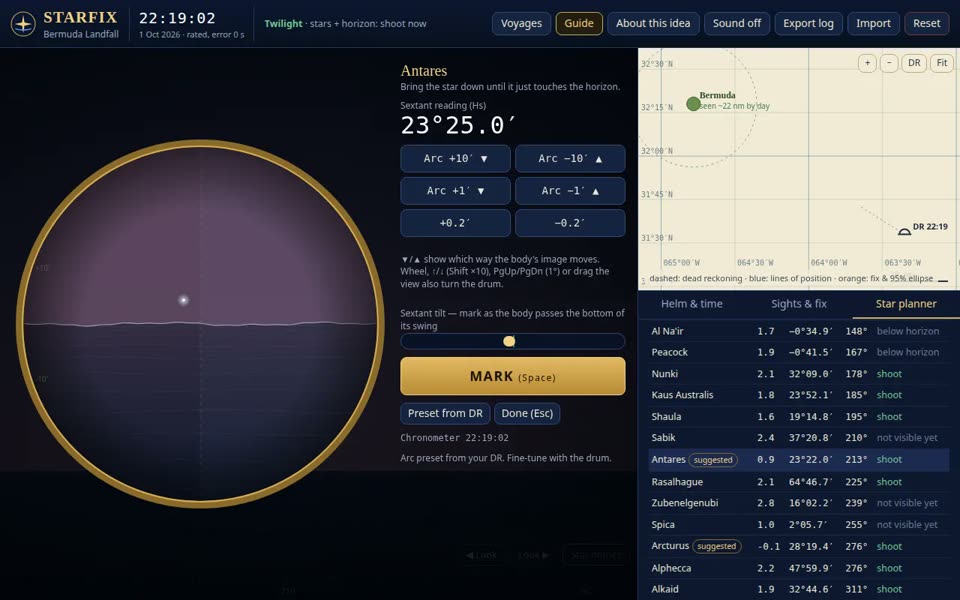 STARFIX
Bermuda Landfall
22:19:02
1 Oct 2026 · rated, error 0 s
Twilight · stars + horizon: shoot now
Voyages
Guide
About this idea
Sound off
Export log
Import
Reset
Antares
Bring the star down until it just touches the horizon.
Sextant reading (Hs)
23°25.0′
Arc +10′ ▼
Arc −10′ ▲
Arc +1′ ▼
Arc −1′ ▲
+0.2′
−0.2′
▼/▲ show which way the body's image moves.
Wheel, ↑/↓ (Shift ×10), PgUp/PgDn (1°) or drag the
view also turn the drum.
Sextant tilt — mark as the body passes the bottom of
its swing
MARK (Space)
Preset from DR
Done (Esc)
Chronometer 22:19:02
Arc preset from your DR. Fine-tune with the drum.
◀ Look
Look ▶
+
−
DR
Fit
32°30′N
32°15′N
32°00′N
31°45′N
31°30′N
Bermuda
seen ~22 nm by day
DR 22:19
065°00′W
064°30′W
064°00′W
063°30′W
dashed: dead reckoning · blue: lines of position · orange: fix & 95% ellipse
Helm & time
Sights & fix
Star planner
Al Na'ir 1.7 −0°34.9′ 148° below horizon
Peacock 1.9 −0°41.5′ 167° below horizon
Nunki 2.1 32°09.0′ 178° shoot
Kaus Australis 1.8 23°52.1′ 185° shoot
Shaula 1.6 19°14.8′ 195° shoot
Sabik 2.4 37°20.8′ 210° not visible yet
Antares suggested 0.9 23°22.0′ 213° shoot
Rasalhague 2.1 64°46.7′ 225° shoot
Zubenelgenubi 2.8 16°02.2′ 239° not visible yet
Spica 1.0 2°05.7′ 255° not visible yet
Arcturus suggested -0.1 28°19.4′ 276° shoot
Alphecca 2.2 47°59.9′ 276° shoot
Alkaid 1.9 32°44.6′ 311° shoot